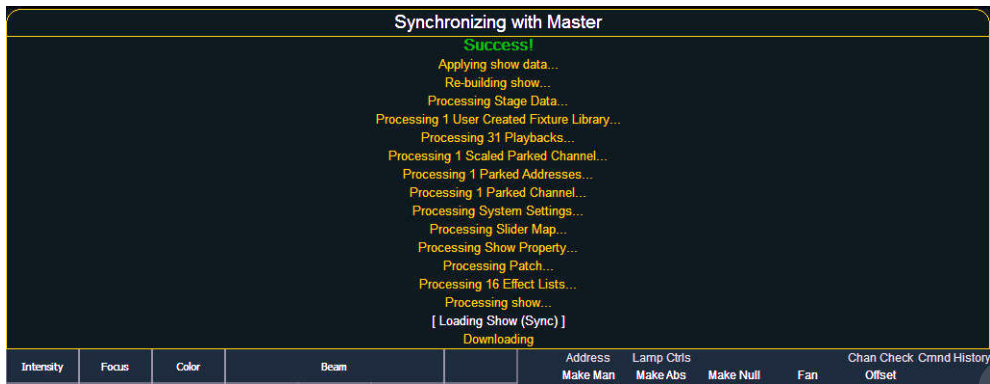 Synchronizing with Master
Success!
Applying show data...
Re-building show...
Processing Stage Data...
Processing 1 User Created Fixture Library...
Processing 31 Playbacks...
Processing 1 Scaled Parked Channel...
Processing 1 Parked Addresses...
Processing 1 Parked Channel...
Processing System Settings...
Processing Slider Map...
Processing Show Property...
Processing Patch...
Processing 16 Effect Lists...
Processing show...
[ Loading Show (Sync) ]
Downloading
Address Lamp Ctrls Chan Check Cmnd History
Intensity Focus Color Beam
Make Man Make Abs Make Null Fan Offset